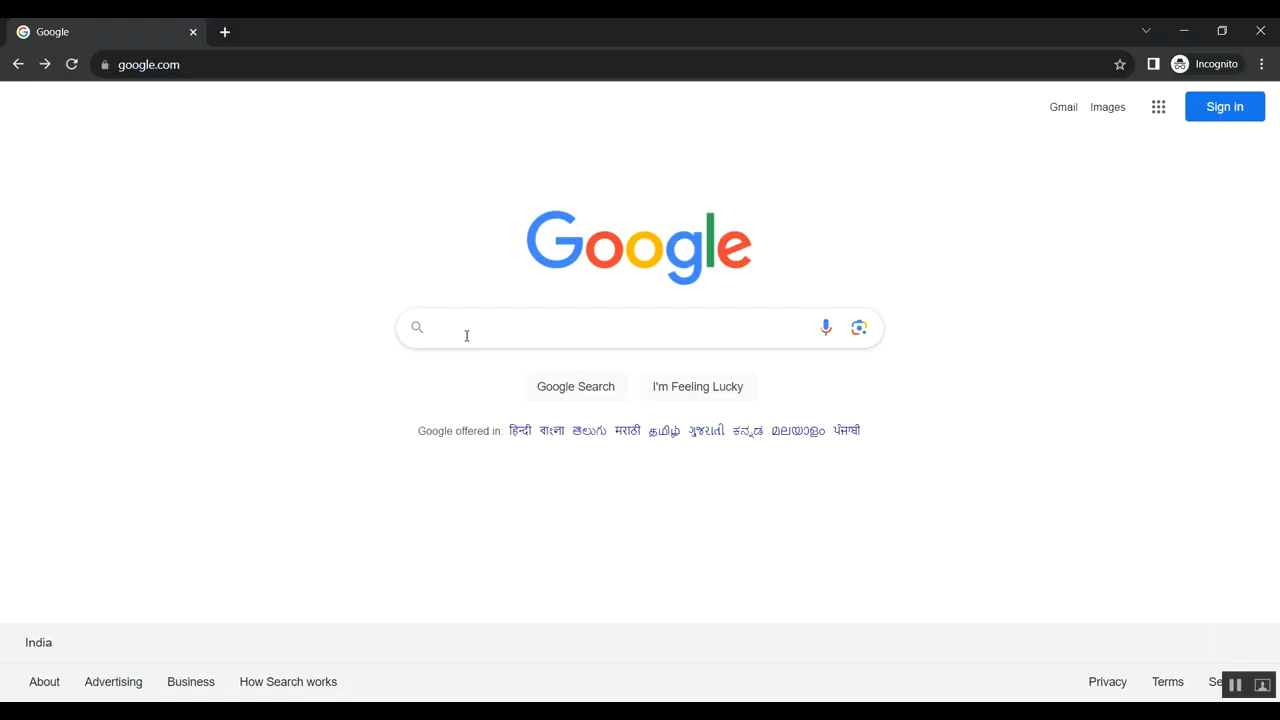 Google
google.com
Incognito
Gmail Images Sign in
Google
Google Search I'm Feeling Lucky
Google offered in: हिन्दी বাংলা తెలుగు मराठी தமிழ் ગુજરાતી ಕನ್ನಡ മലയാളം ਪੰਜਾਬੀ
India
About Advertising Business How Search works Privacy Terms